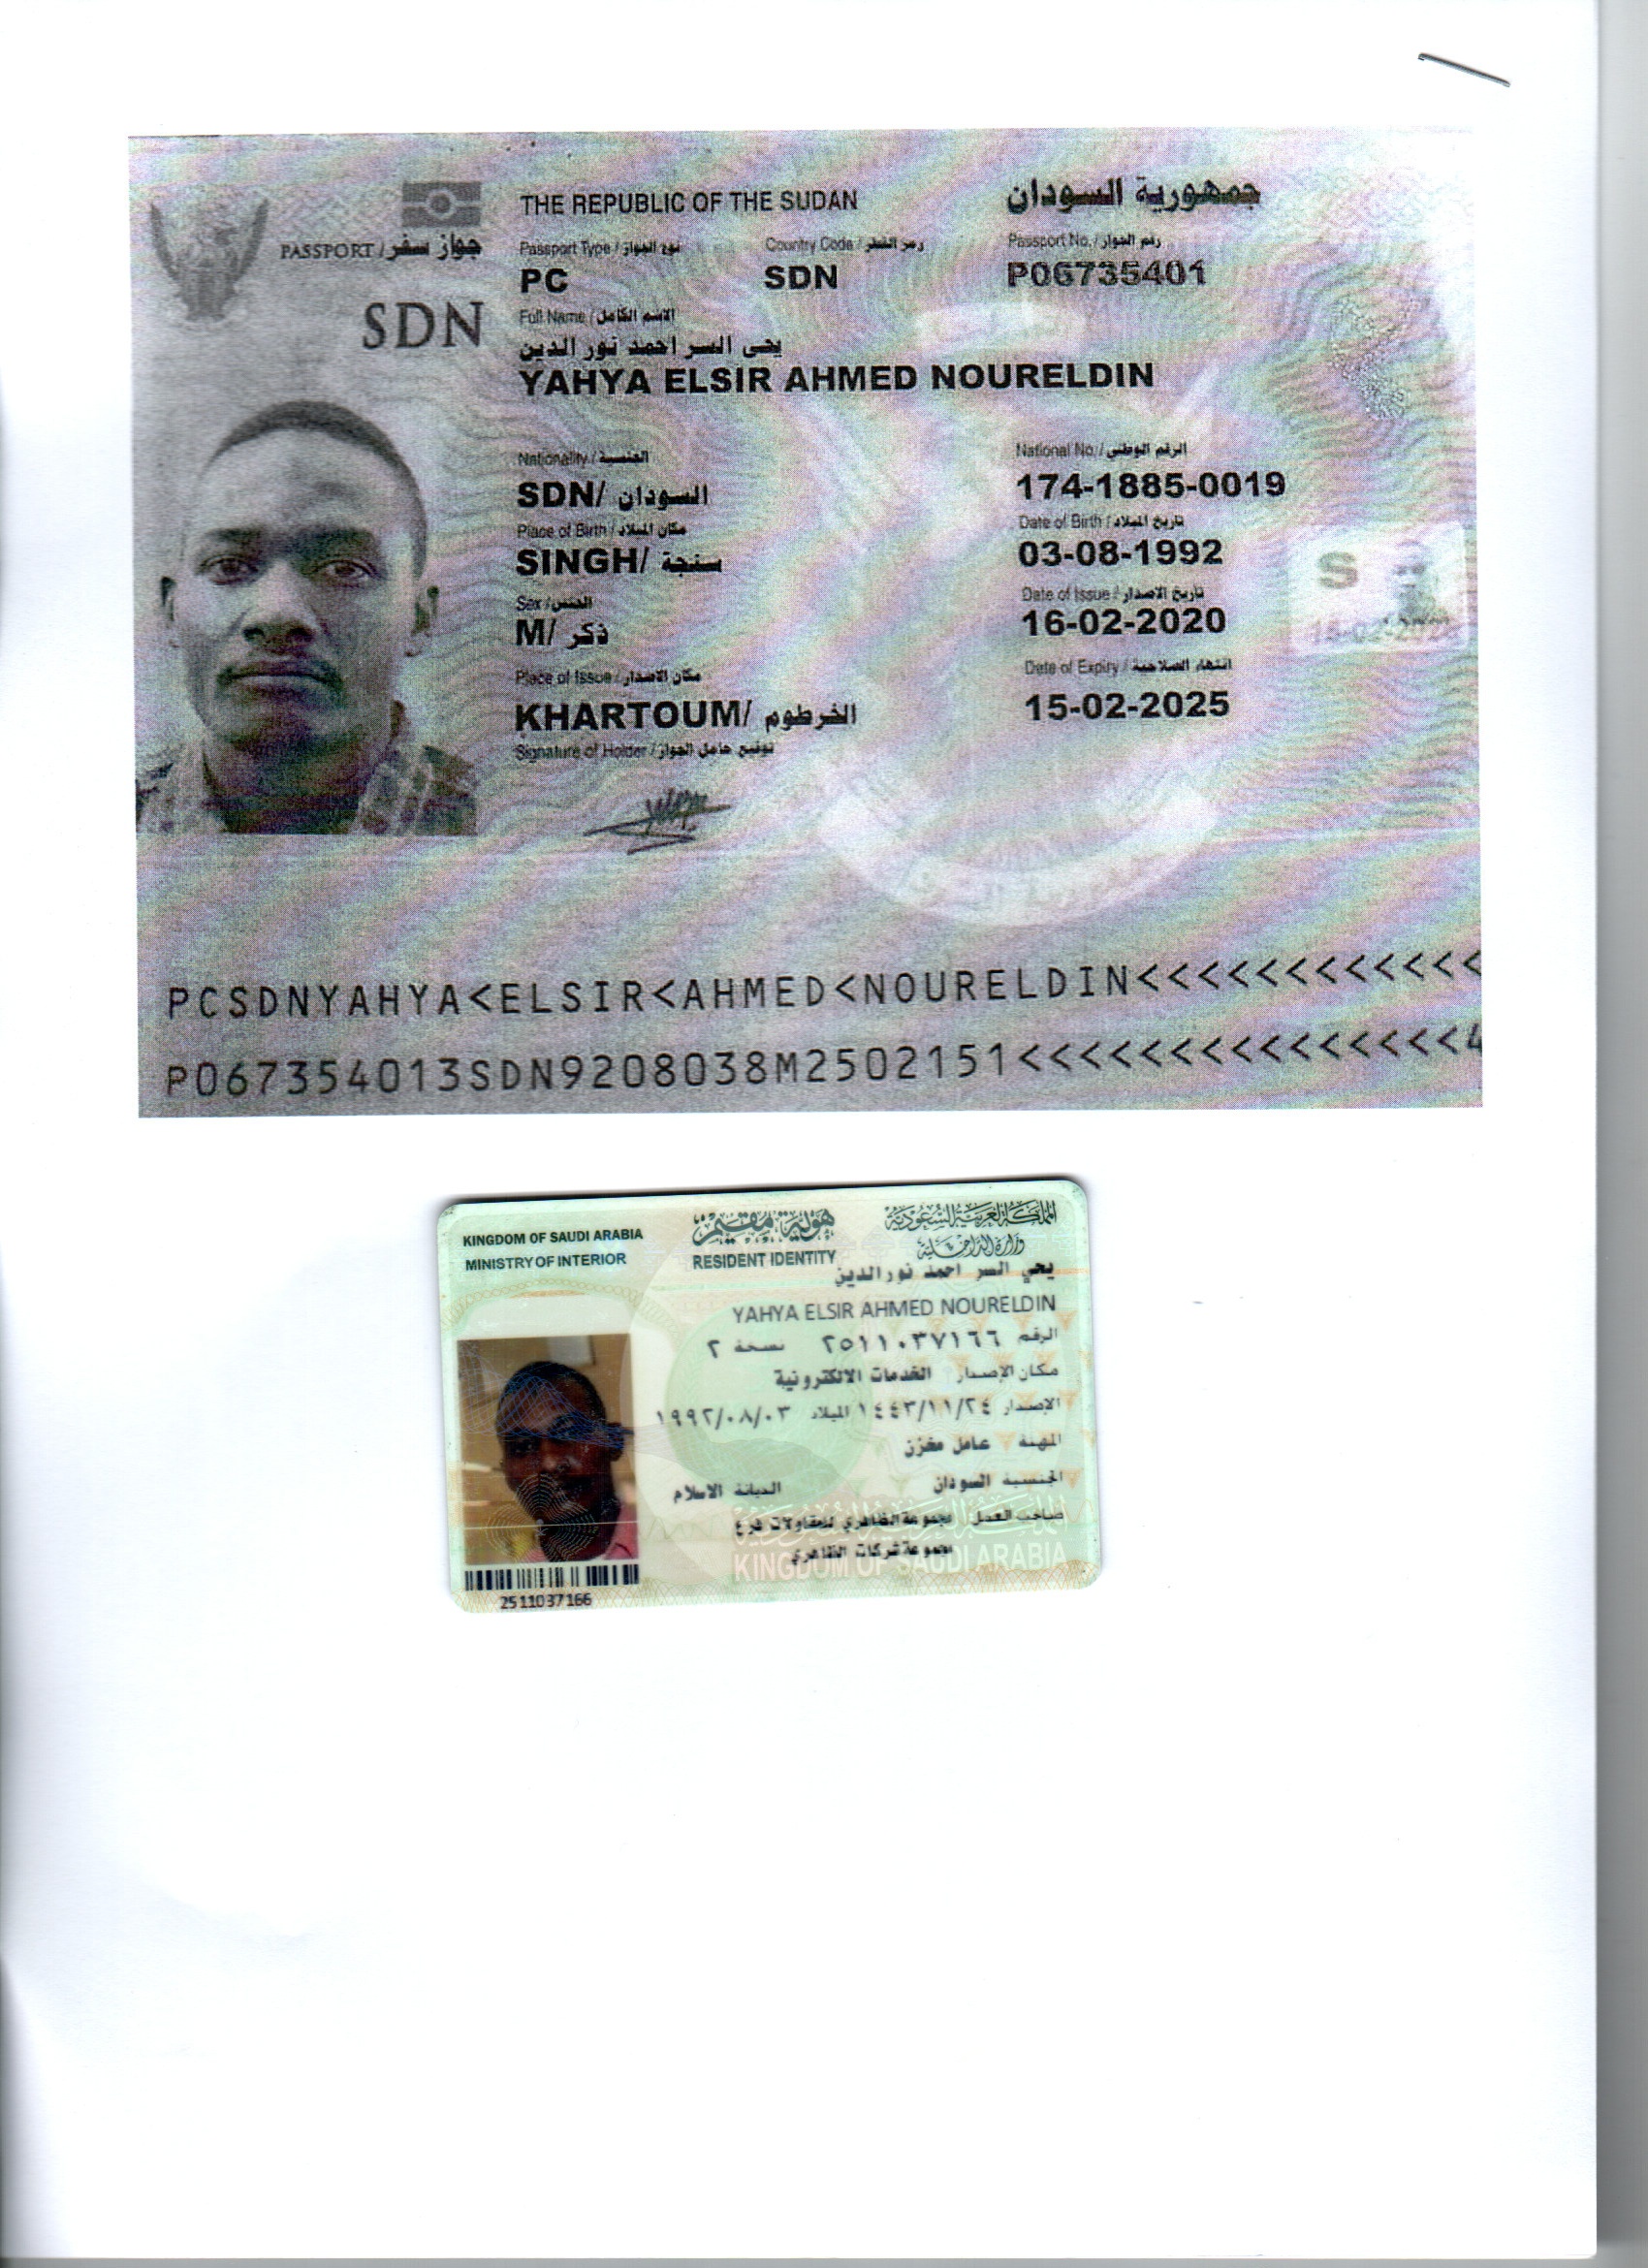 THE REPUBLIC OF THE SUDAN جمهورية السودان
PASSPORT / جواز سفر
Passport Type / نوع الجواز Country Code / رمز القطر Passport No. / رقم الجواز
PC SDN P06735401
SDN
Full Name / الاسم الكامل
يحى السر احمد نور الدين
YAHYA ELSIR AHMED NOURELDIN
Nationality / الجنسية National No. / الرقم الوطني
SDN/ السودان 174-1885-0019
Place of Birth / مكان الميلاد Date of Birth / تاريخ الميلاد
SINGH/ سنجة 03-08-1992
S
Sex / الجنس Date of Issue / تاريخ الاصدار
M/ ذكر 16-02-2020
Place of Issue / مكان الاصدار Date of Expiry / انتهاء الصلاحية
KHARTOUM/ الخرطوم 15-02-2025
Signature of Holder / توقيع حامل الجواز
PCSDNYAHYA<ELSIR<AHMED<NOURELDIN<<<<<<<<<<<<
P067354013SDN9208038M2502151<<<<<<<<<<<<<<<4
KINGDOM OF SAUDI ARABIA هوية مقيم المملكة العربية السعودية
MINISTRY OF INTERIOR RESIDENT IDENTITY وزارة الداخلية
يحي السر احمد نور الدين
YAHYA ELSIR AHMED NOURELDIN
الرقم ٢٥١١٠٣٧١٦٦ نسخة ٢
مكان الإصدار الخدمات الالكترونية
الإصدار ١٤٤٣/١١/٢٤ الميلاد ١٩٩٢/٠٨/٠٣
المهنة عامل مخزن
الجنسية السودان الديانة الاسلام
صاحب العمل مجموعة الظاهري للمقاولات فرع
مجموعة شركات الظاهري
KINGDOM OF SAUDI ARABIA
2511037166